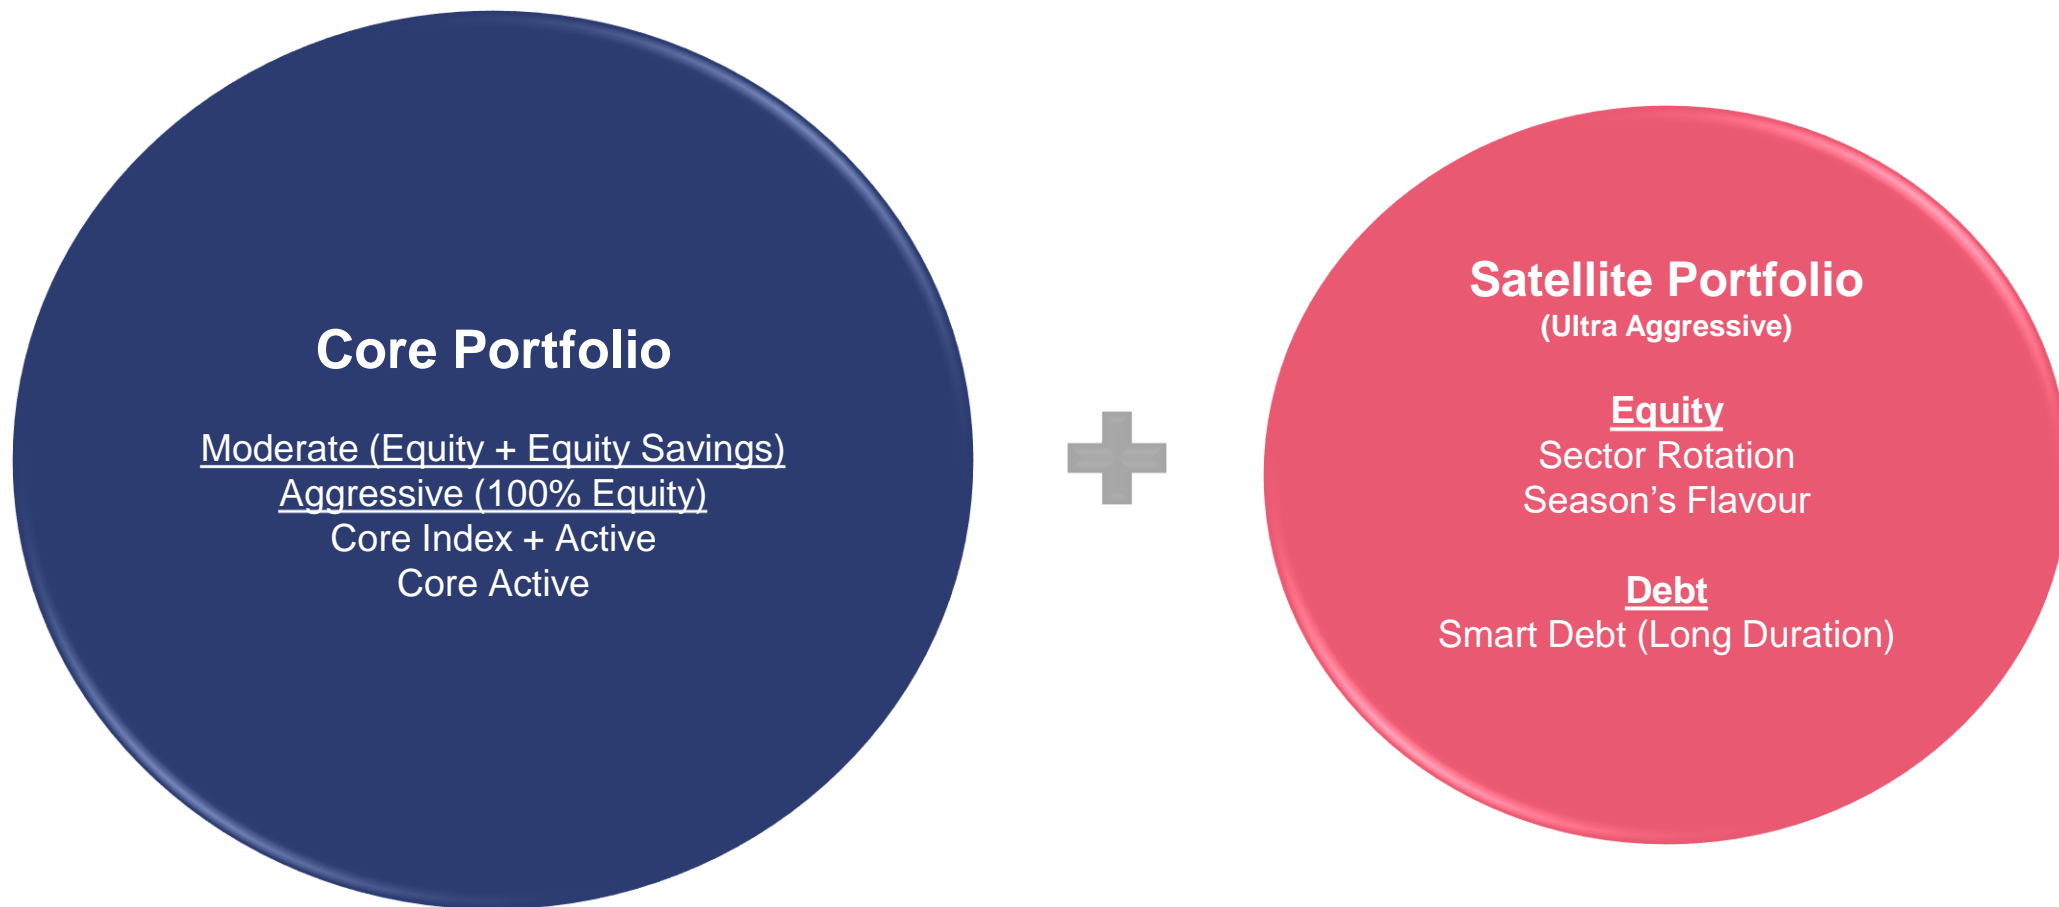 Core Portfolio
Moderate (Equity + Equity Savings)
Aggressive (100% Equity)
Core Index + Active
Core Active
Satellite Portfolio
(Ultra Aggressive)
Equity
Sector Rotation
Season’s Flavour
Debt
Smart Debt (Long Duration)